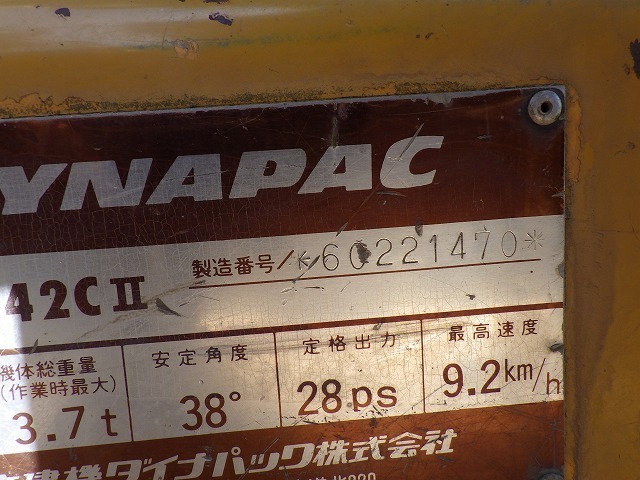 YNAPAC
42CⅡ 製造番号 *60221470*
機体総重量 安定角度 定格出力 最高速度
(作業時最大)
3.7t 38° 28ps 9.2km/h
建機ダイナパック株式会社